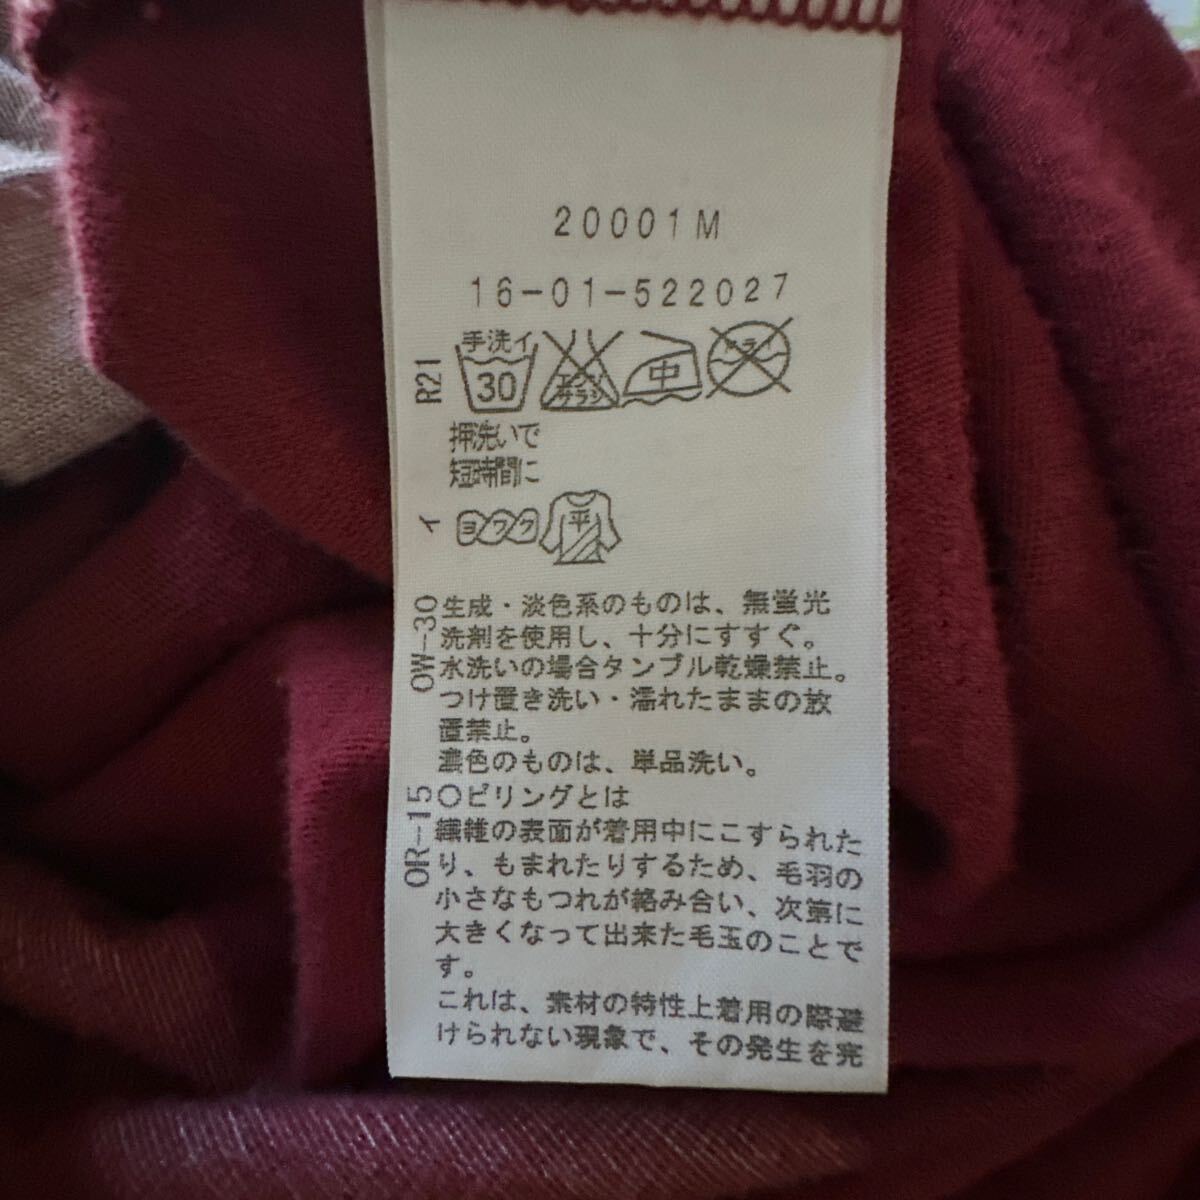 20001M
16-01-522027
R21
手洗イ
30
エンソ
サラシ
中
ドライ
押洗いで
短時間に
イ
ヨワク
平
OW-30
生成・淡色系のものは、無蛍光
洗剤を使用し、十分にすすぐ。
水洗いの場合タンブル乾燥禁止。
つけ置き洗い・濡れたままの放
置禁止。
濃色のものは、単品洗い。
OR-15
○ピリングとは
繊維の表面が着用中にこすられた
り、もまれたりするため、毛羽の
小さなもつれが絡み合い、次第に
大きくなって出来た毛玉のことで
す。
これは、素材の特性上着用の際避
けられない現象で、その発生を完